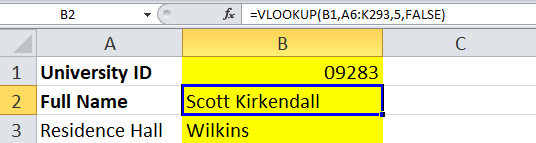 B2 fx =VLOOKUP(B1,A6:K293,5,FALSE)
A B C
1 University ID 09283
2 Full Name Scott Kirkendall
3 Residence Hall Wilkins